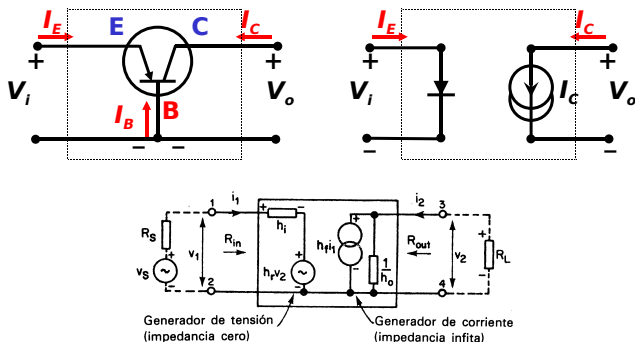 I_E E C I_C
+ +
V_i V_o
I_B B
− − −
I_E I_C
+ +
V_i I_C V_o
− −
1 i₁ + − i₂ 3
R_S h_i +
+ v₁ R_in + h_f i₁ R_out v₂ R_L
v_S h_r v₂ 1/h_o
− 2 − − 4 −
Generador de tensión
(impedancia cero)
Generador de corriente
(impedancia infita)